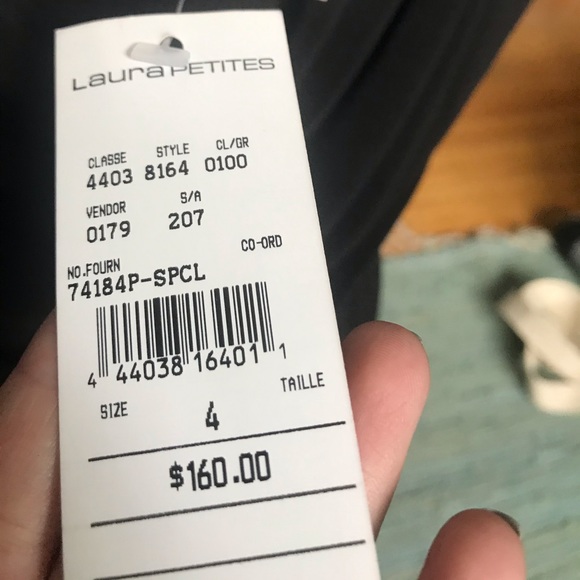 Laura PETITES
CLASSE STYLE CL/GR
4403 8164 0100
VENDOR S/A
0179 207
CO-ORD
NO.FOURN
74184P-SPCL
4 44038 16401 1
SIZE TAILLE
4
$160.00